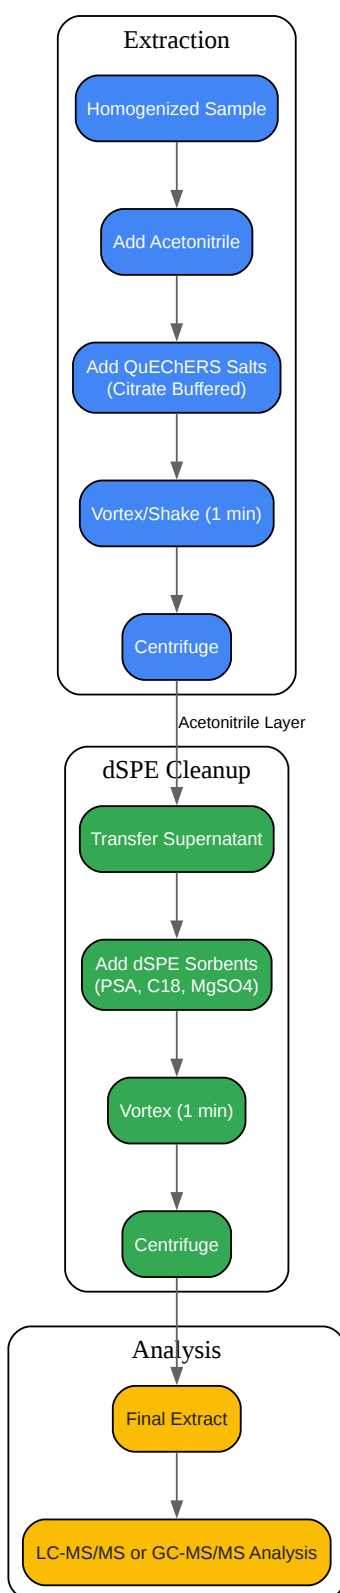 Extraction
Homogenized Sample
Add Acetonitrile
Add QuEChERS Salts
(Citrate Buffered)
Vortex/Shake (1 min)
Centrifuge
Acetonitrile Layer
dSPE Cleanup
Transfer Supernatant
Add dSPE Sorbents
(PSA, C18, MgSO4)
Vortex (1 min)
Centrifuge
Analysis
Final Extract
LC-MS/MS or GC-MS/MS Analysis